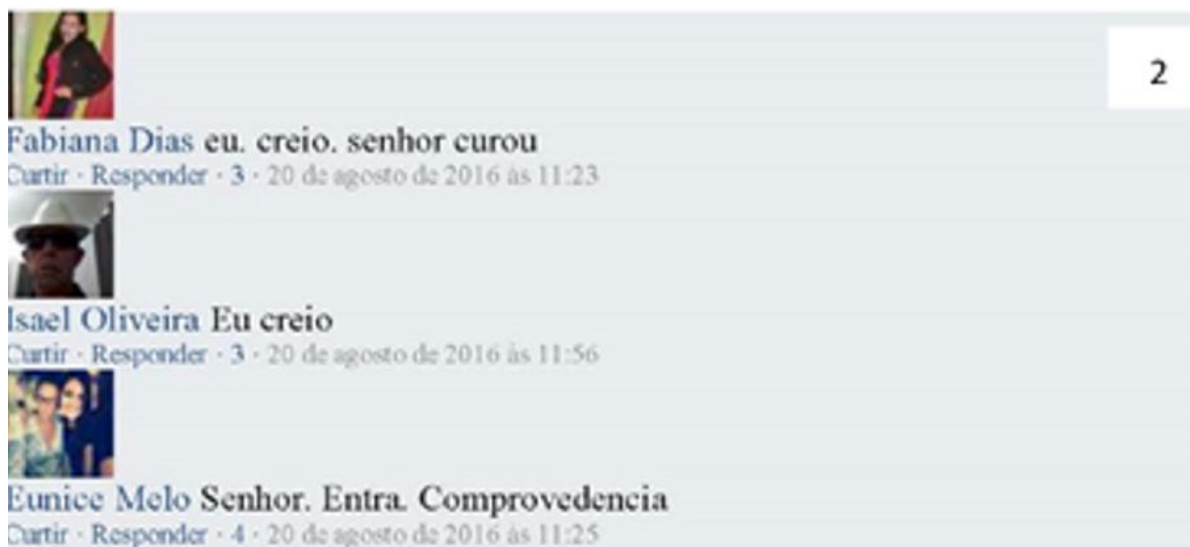 2
Fabiana Dias eu. creio. senhor curou
Curtir · Responder · 3 · 20 de agosto de 2016 às 11:23
Isael Oliveira Eu creio
Curtir · Responder · 3 · 20 de agosto de 2016 às 11:56
Eunice Melo Senhor. Entra. Comprovedencia
Curtir · Responder · 4 · 20 de agosto de 2016 às 11:25